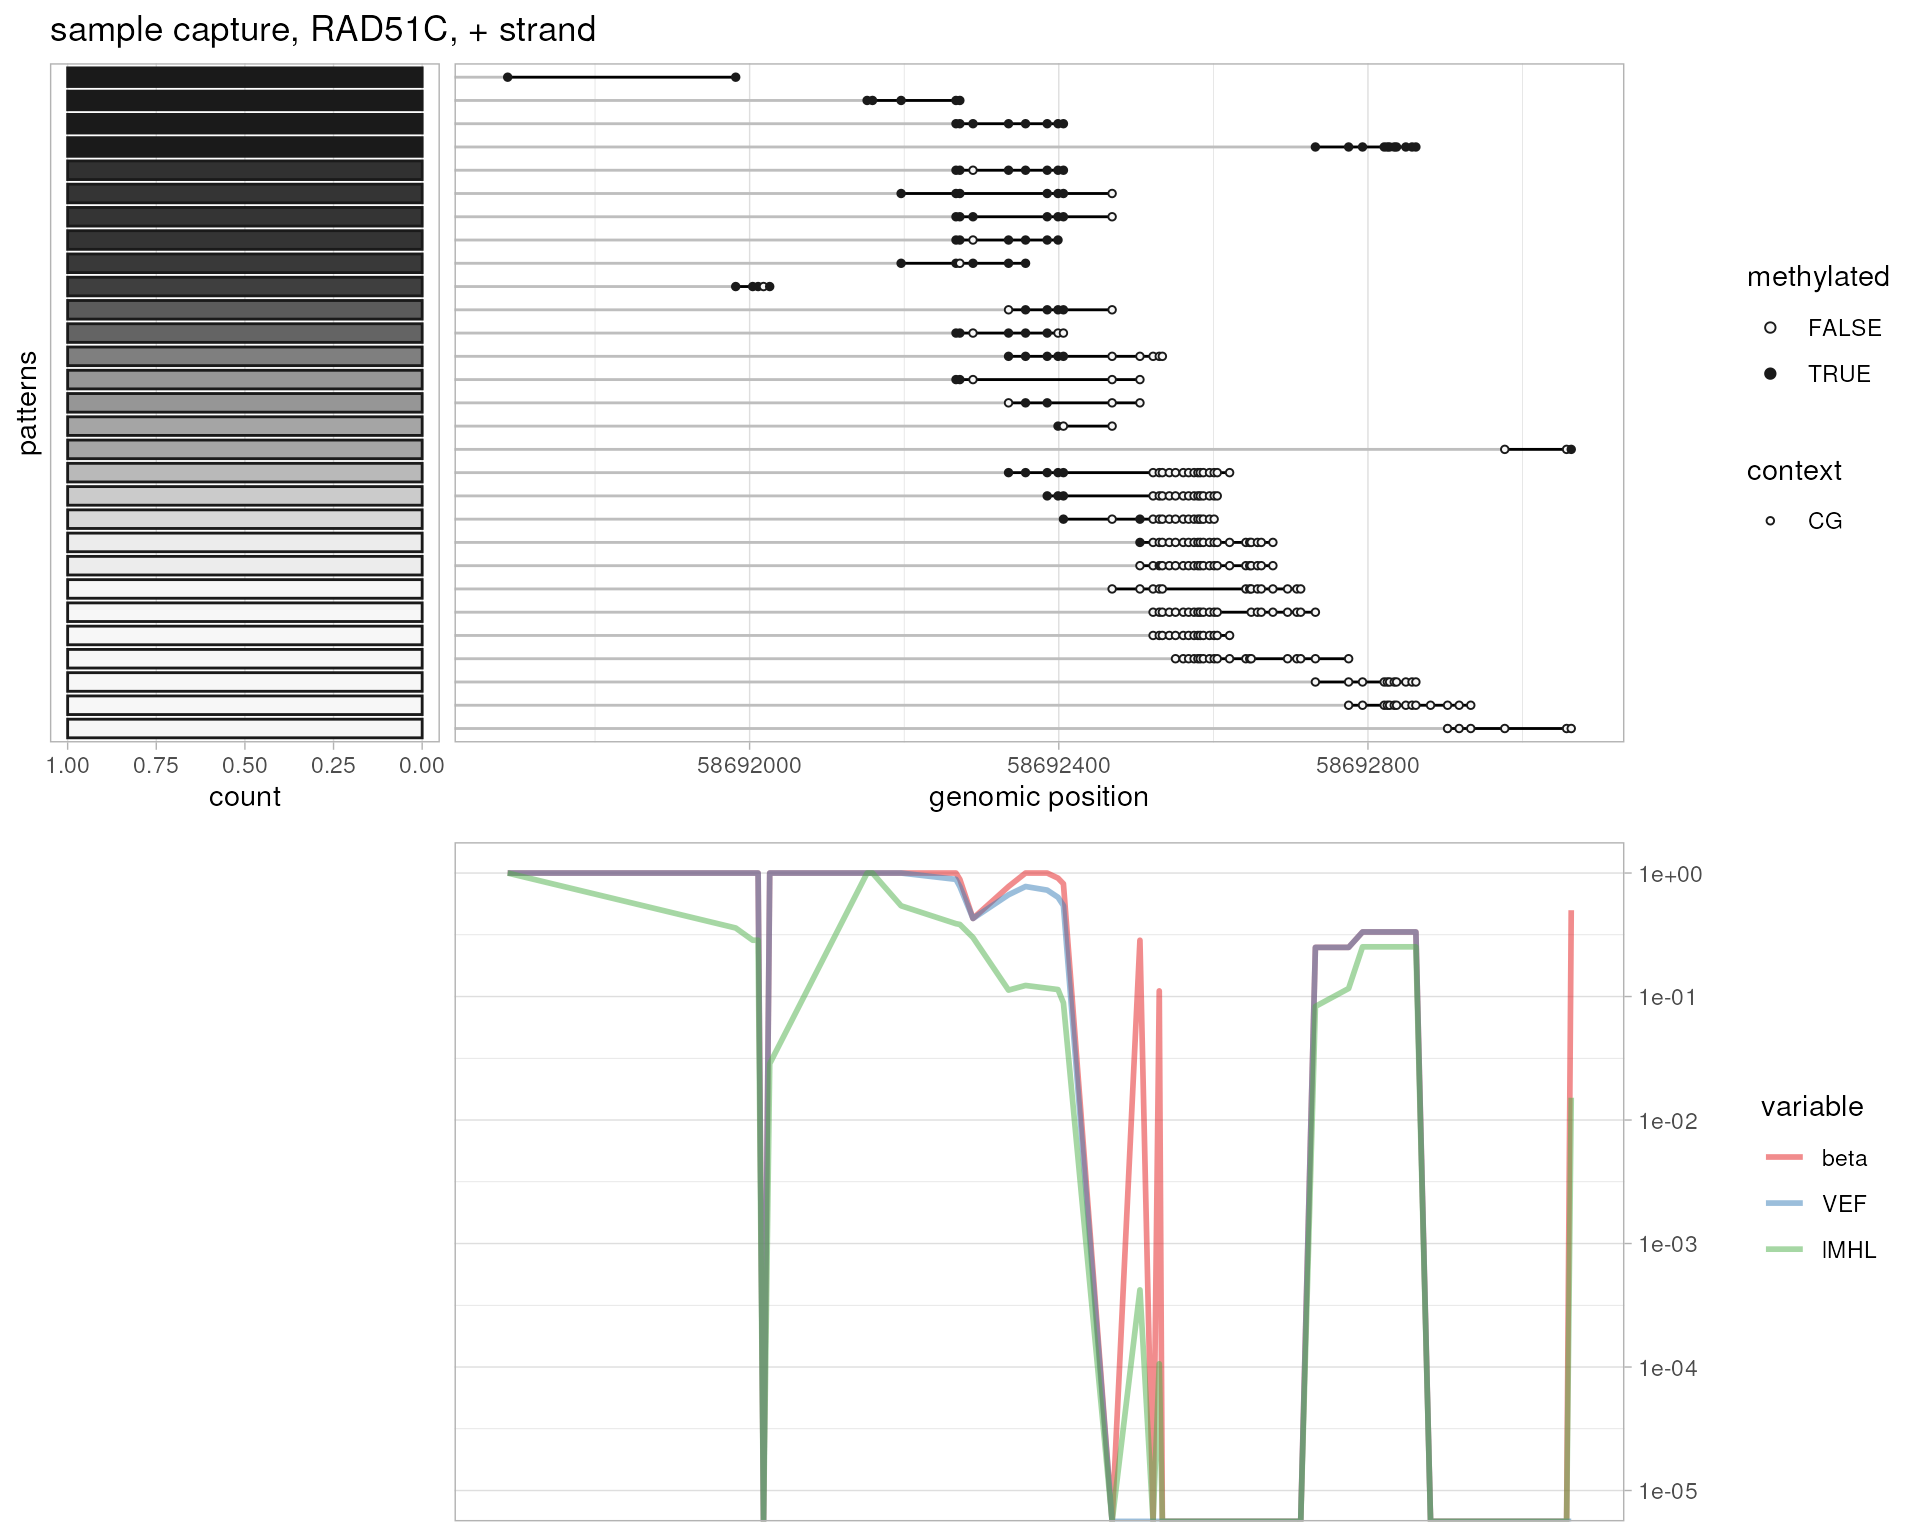 sample capture, RAD51C, + strand
patterns
1.00 0.75 0.50 0.25 0.00
count
58692000 58692400 58692800
genomic position
methylated
FALSE
TRUE
context
CG
1e+00
1e-01
1e-02
1e-03
1e-04
1e-05
variable
beta
VEF
lMHL